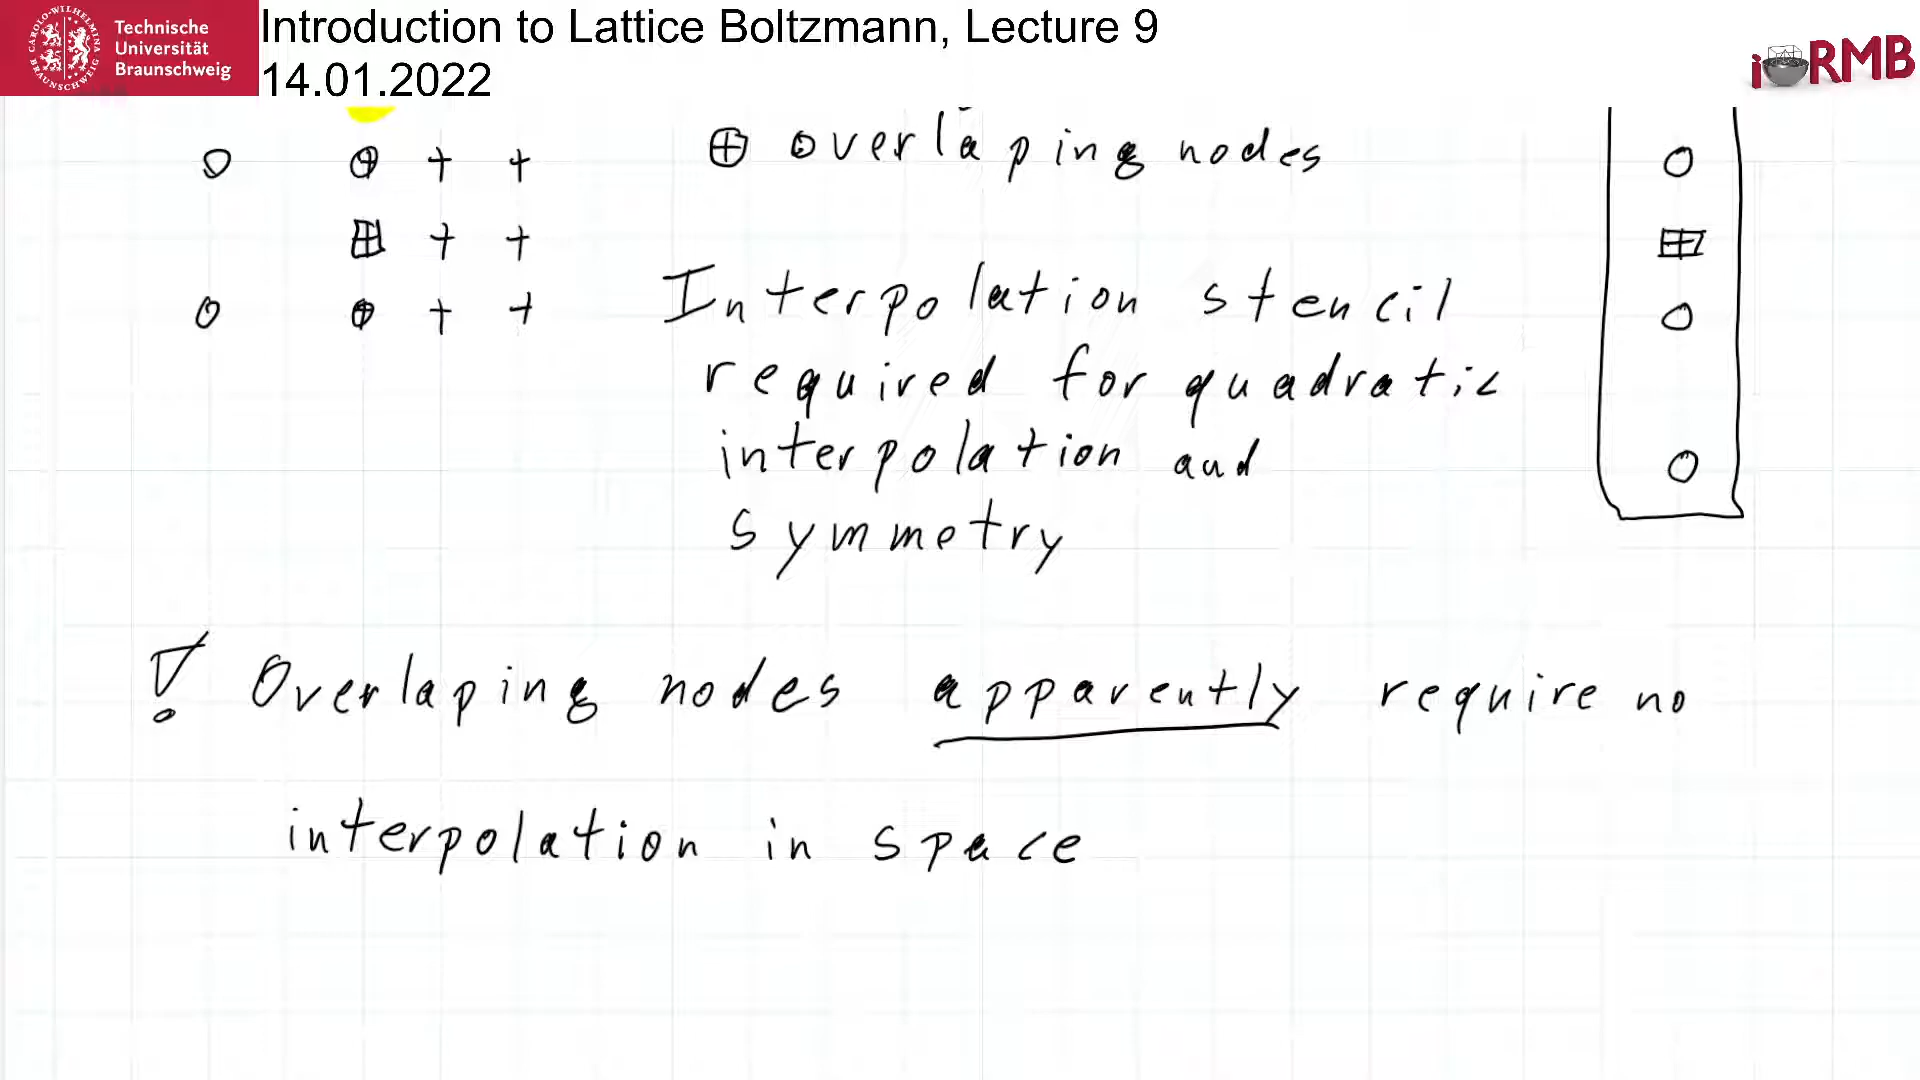 Technische
Universität
Braunschweig
Introduction to Lattice Boltzmann, Lecture 9
14.01.2022
iRMB
overlaping nodes
Interpolation stencil
required for quadratic
interpolation and
symmetry
! Overlaping nodes apparently require no
interpolation in space